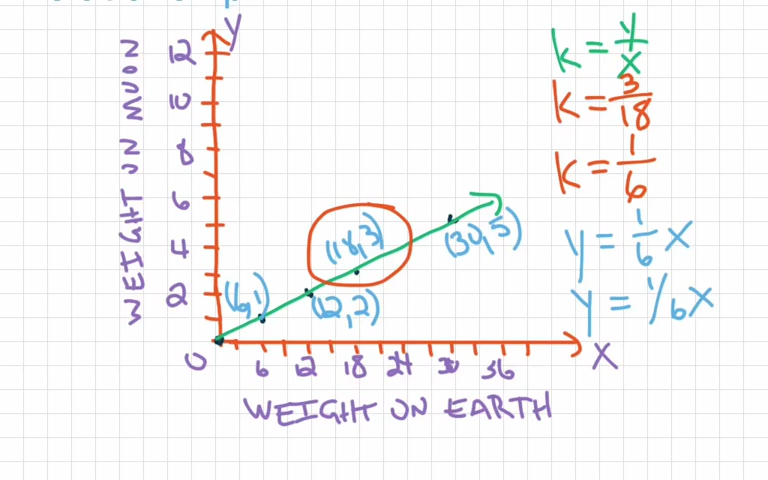 y
WEIGHT ON MOON
12
10
8
6
4
2
0
(6,1)
(12,2)
(18,3)
(30,5)
6 12 18 24 30 36
x
WEIGHT ON EARTH
k = y/x
k = 3/18
k = 1/6
y = 1/6 x
y = 1/6 x